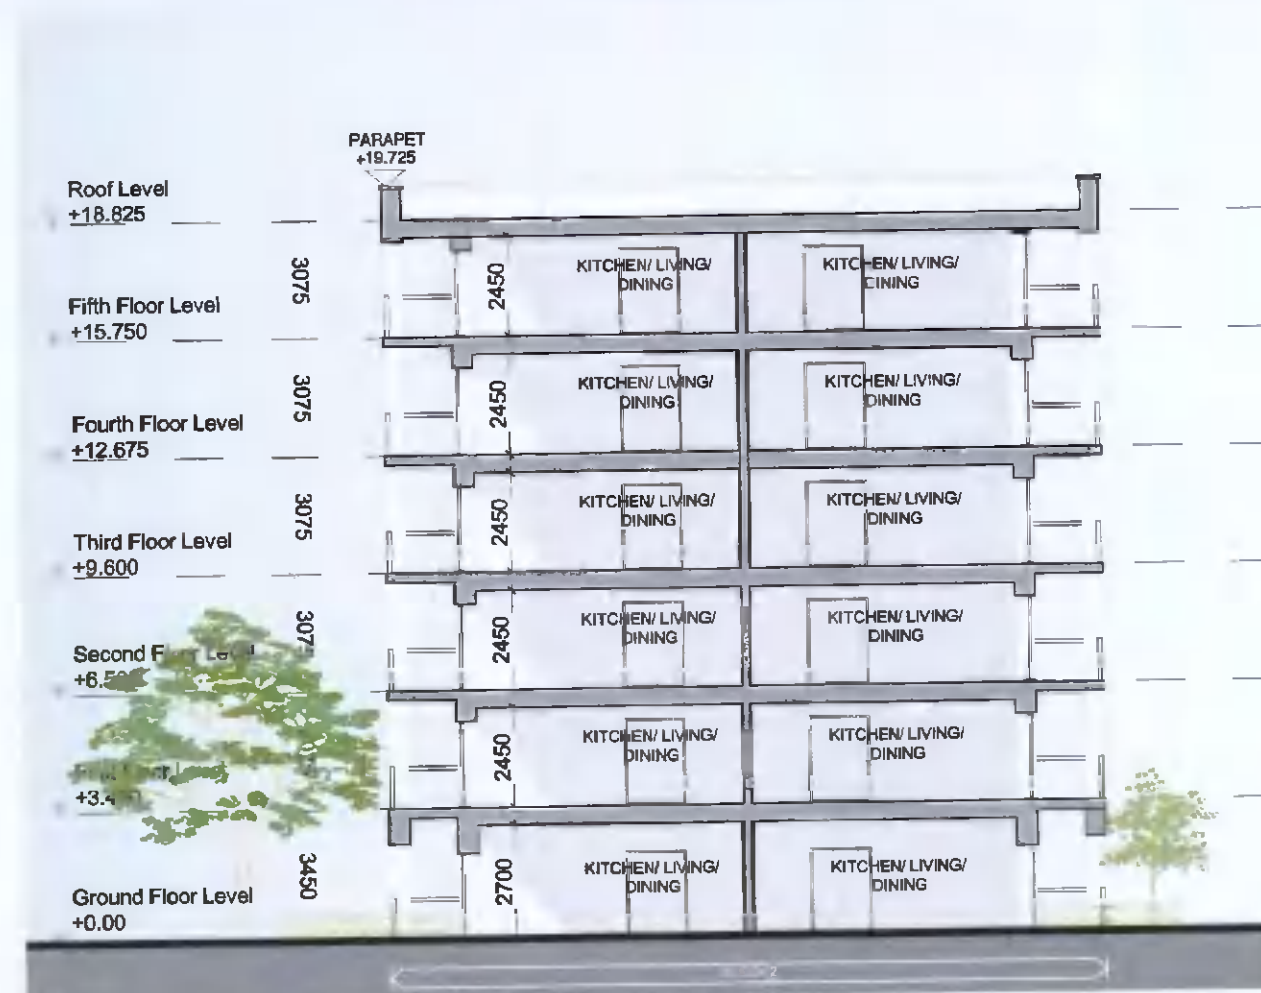 PARAPET
+19.725
Roof Level
+18.825
3075
2450
KITCHEN/ LIVING/
DINING
KITCHEN/ LIVING/
DINING
Fifth Floor Level
+15.750
3075
2450
KITCHEN/ LIVING/
DINING
KITCHEN/ LIVING/
DINING
Fourth Floor Level
+12.675
3075
2450
KITCHEN/ LIVING/
DINING
KITCHEN/ LIVING/
DINING
Third Floor Level
+9.600
2450
KITCHEN/ LIVING/
DINING
KITCHEN/ LIVING/
DINING
Second
2450
KITCHEN/ LIVING/
DINING
KITCHEN/ LIVING/
DINING
3450
2700
KITCHEN/ LIVING/
DINING
KITCHEN/ LIVING/
DINING
Ground Floor Level
+0.00